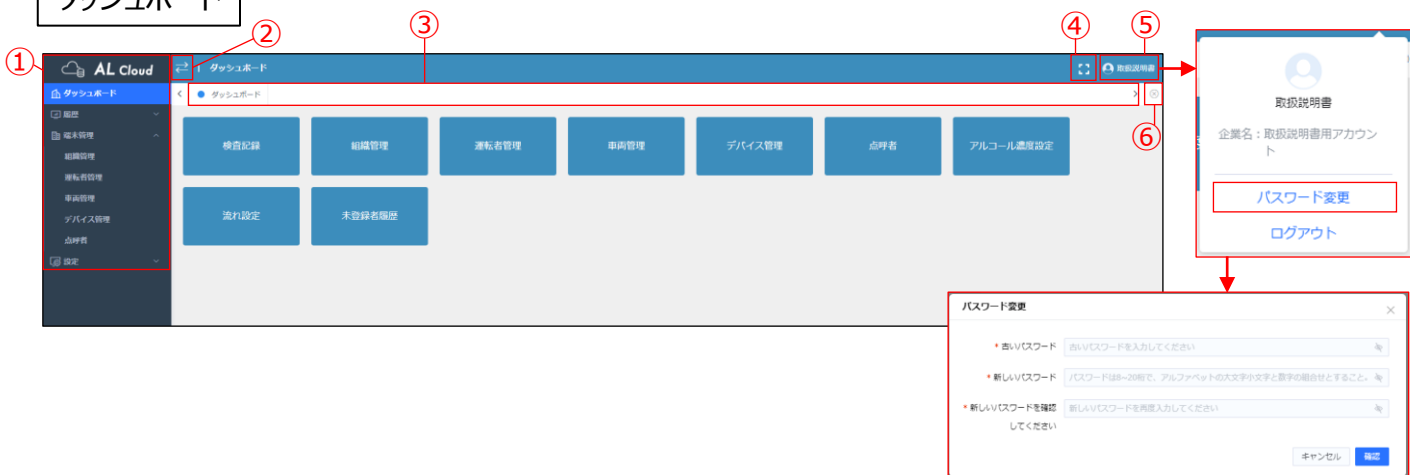 ダッシュボード
① ② ③ ④ ⑤
AL Cloud
ダッシュボード
取扱説明書
ダッシュボード
履歴
端末管理
組織管理
運転者管理
車両管理
デバイス管理
点呼者
設定
ダッシュボード
⑥
検査記録 組織管理 運転者管理 車両管理 デバイス管理 点呼者 アルコール濃度設定
流れ設定 未登録者履歴
取扱説明書
企業名：取扱説明書用アカウン
ト
パスワード変更
ログアウト
パスワード変更
* 古いパスワード 古いパスワードを入力してください
* 新しいパスワード パスワードは8~20桁で、アルファベットの大文字小文字と数字の組合せとすること。
* 新しいパスワードを確認 新しいパスワードを再度入力してください
してください
キャンセル 確認